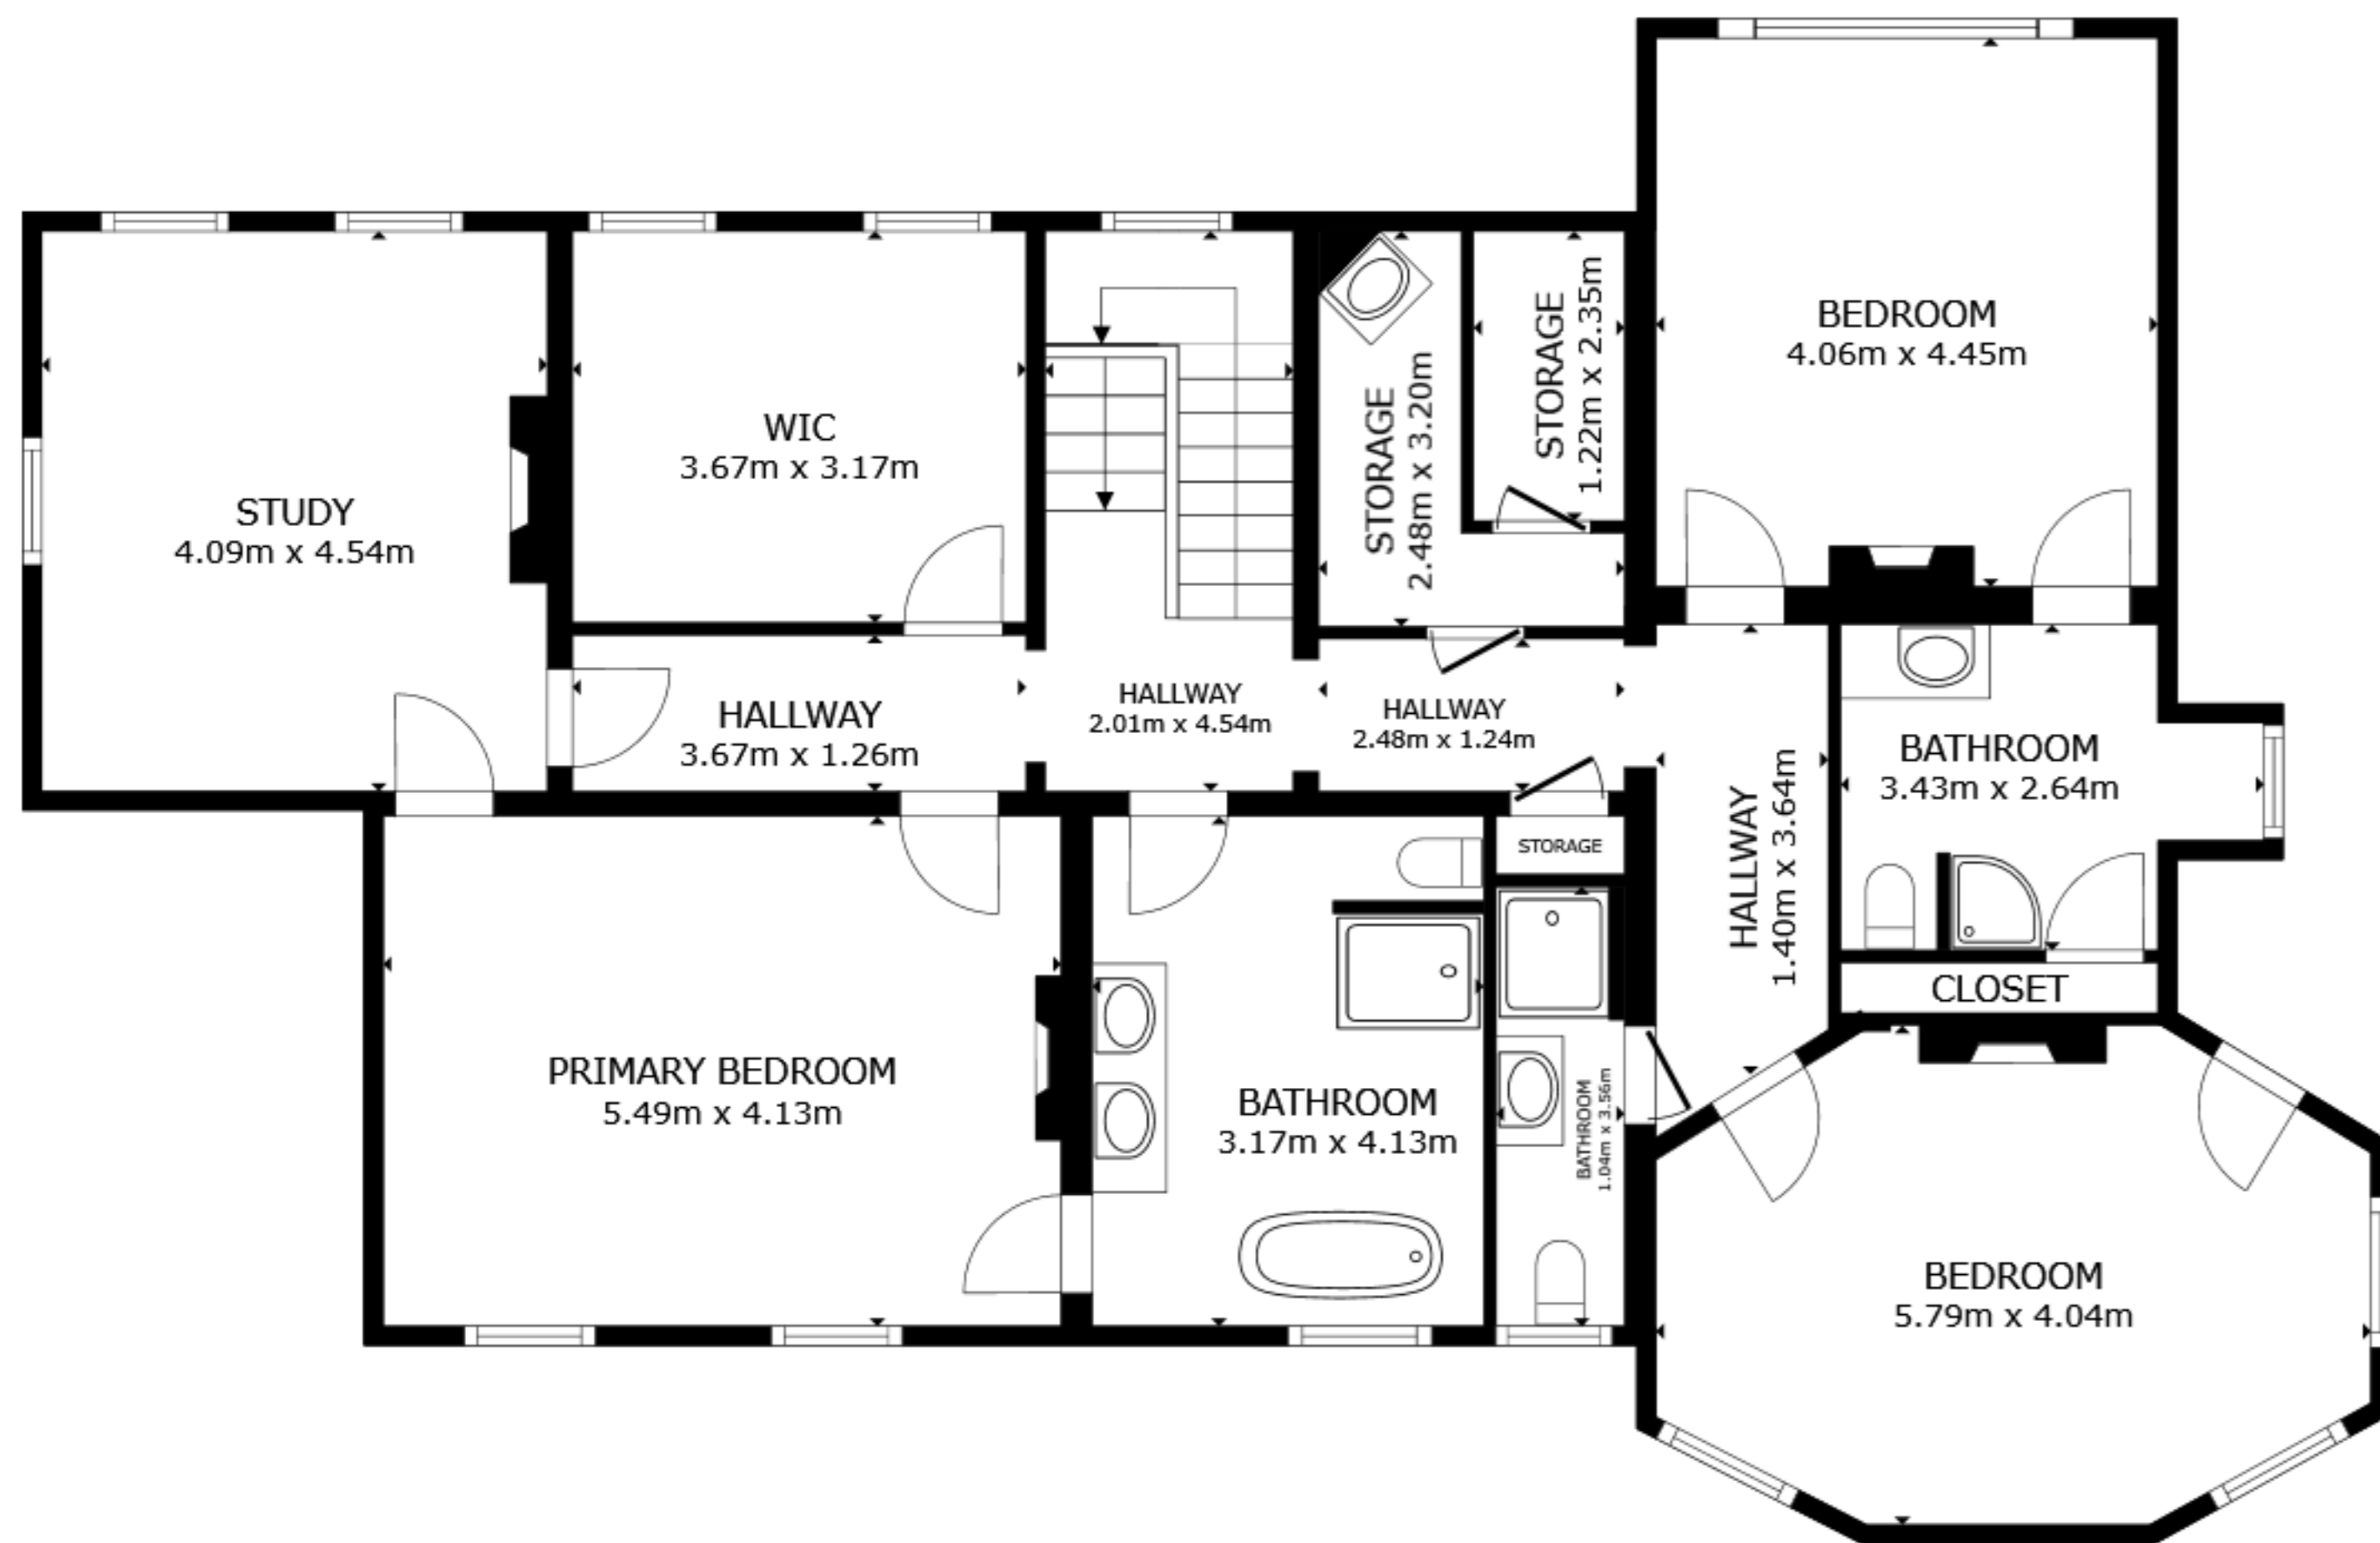 BEDROOM
4.06m x 4.45m
STORAGE
1.22m x 2.35m
STORAGE
2.48m x 3.20m
WIC
3.67m x 3.17m
STUDY
4.09m x 4.54m
HALLWAY
3.67m x 1.26m
HALLWAY
2.01m x 4.54m
HALLWAY
2.48m x 1.24m
HALLWAY
1.40m x 3.64m
BATHROOM
3.43m x 2.64m
STORAGE
CLOSET
PRIMARY BEDROOM
5.49m x 4.13m
BATHROOM
3.17m x 4.13m
BATHROOM
1.04m x 3.56m
BEDROOM
5.79m x 4.04m